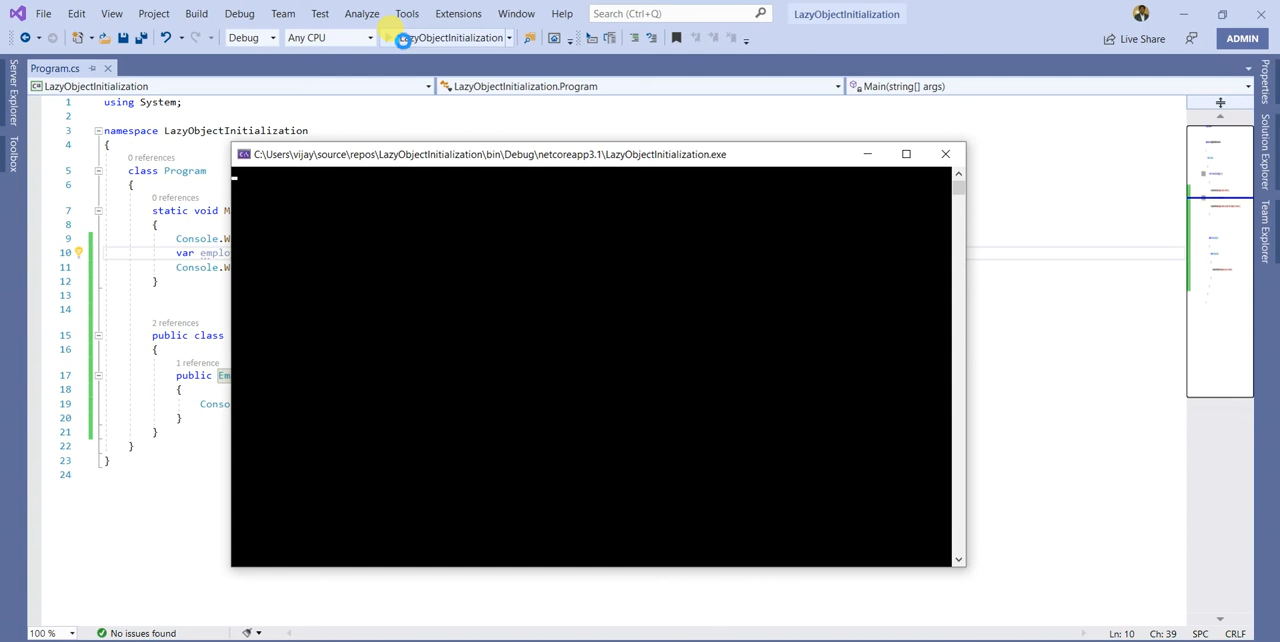 File Edit View Project Build Debug Team Test Analyze Tools Extensions Window Help Search (Ctrl+Q) LazyObjectInitialization
Debug Any CPU LazyObjectInitialization Live Share ADMIN
Program.cs
LazyObjectInitialization LazyObjectInitialization.Program Main(string[] args)
Server Explorer
Toolbox
Properties
Solution Explorer
Team Explorer
1 using System;
2
3 namespace LazyObjectInitialization
4 {
0 references
5 class Program
6 {
0 references
7 static void M
8 {
9 Console.W
10 var emplo
11 Console.W
12 }
13
14
2 references
15 public class
16 {
1 reference
17 public Em
18 {
19 Conso
20 }
21 }
22 }
23 }
24
C:\Users\vijay\source\repos\LazyObjectInitialization\bin\Debug\netcoreapp3.1\LazyObjectInitialization.exe
100 % No issues found Ln: 10 Ch: 39 SPC CRLF